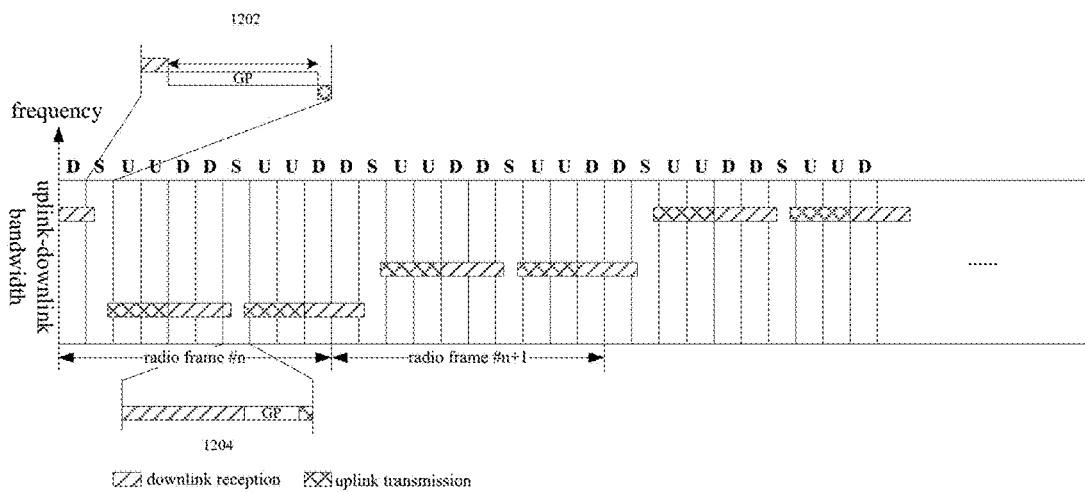 1202
GP
frequency
D S U U D D S U U D D S U U D D S U U D D S U U D D S U U D
uplink-downlink
bandwidth
......
radio frame #n
radio frame #n+1
GP
1204
downlink reception
uplink transmission